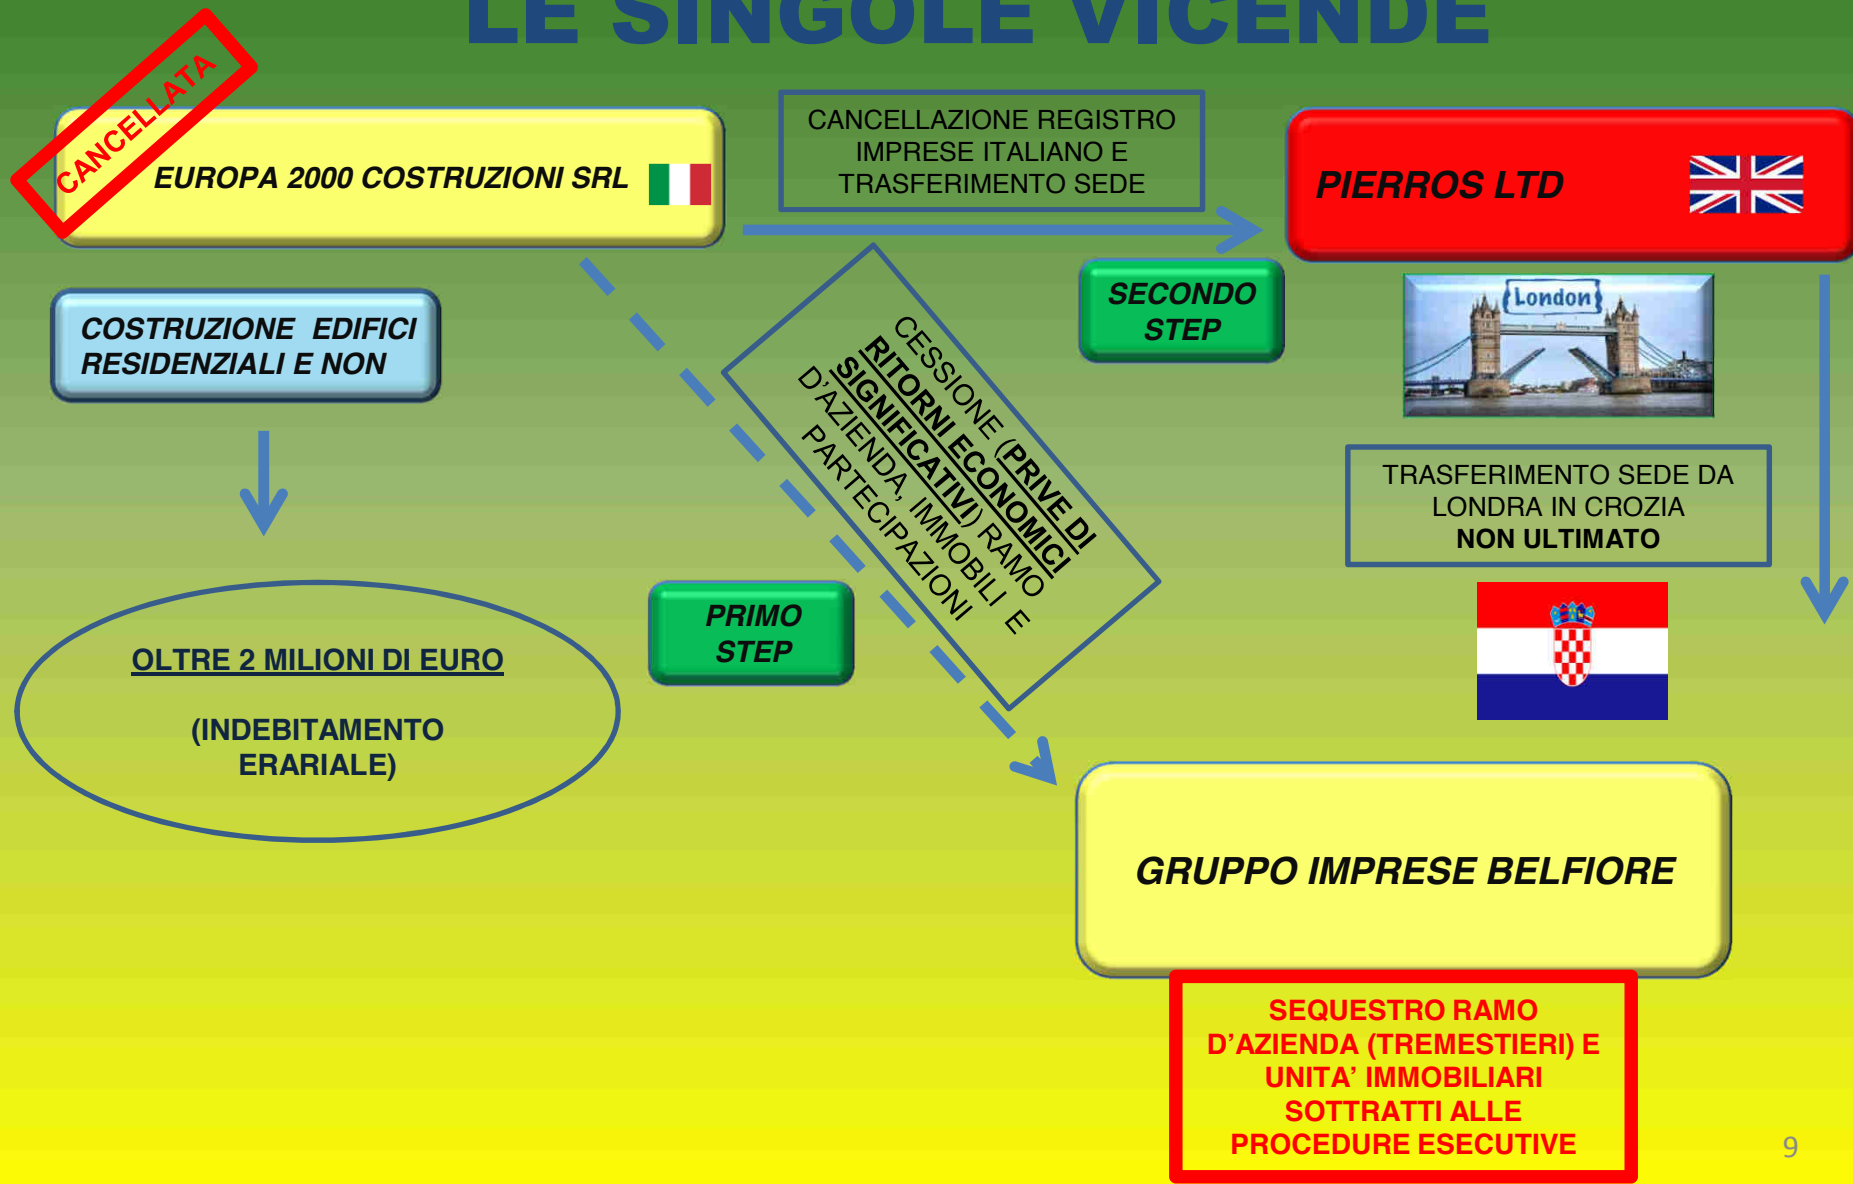 LE SINGOLE VICENDE
CANCELLATA
EUROPA 2000 COSTRUZIONI SRL
CANCELLAZIONE REGISTRO
IMPRESE ITALIANO E
TRASFERIMENTO SEDE
PIERROS LTD
COSTRUZIONE EDIFICI
RESIDENZIALI E NON
SECONDO
STEP
London
CESSIONE (PRIVE DI
RITORNI ECONOMICI
SIGNIFICATIVI) RAMO
D'AZIENDA, IMMOBILI E
PARTECIPAZIONI
TRASFERIMENTO SEDE DA
LONDRA IN CROZIA
NON ULTIMATO
PRIMO
STEP
OLTRE 2 MILIONI DI EURO
(INDEBITAMENTO
ERARIALE)
GRUPPO IMPRESE BELFIORE
SEQUESTRO RAMO
D'AZIENDA (TREMESTIERI) E
UNITA' IMMOBILIARI
SOTTRATTI ALLE
PROCEDURE ESECUTIVE
9